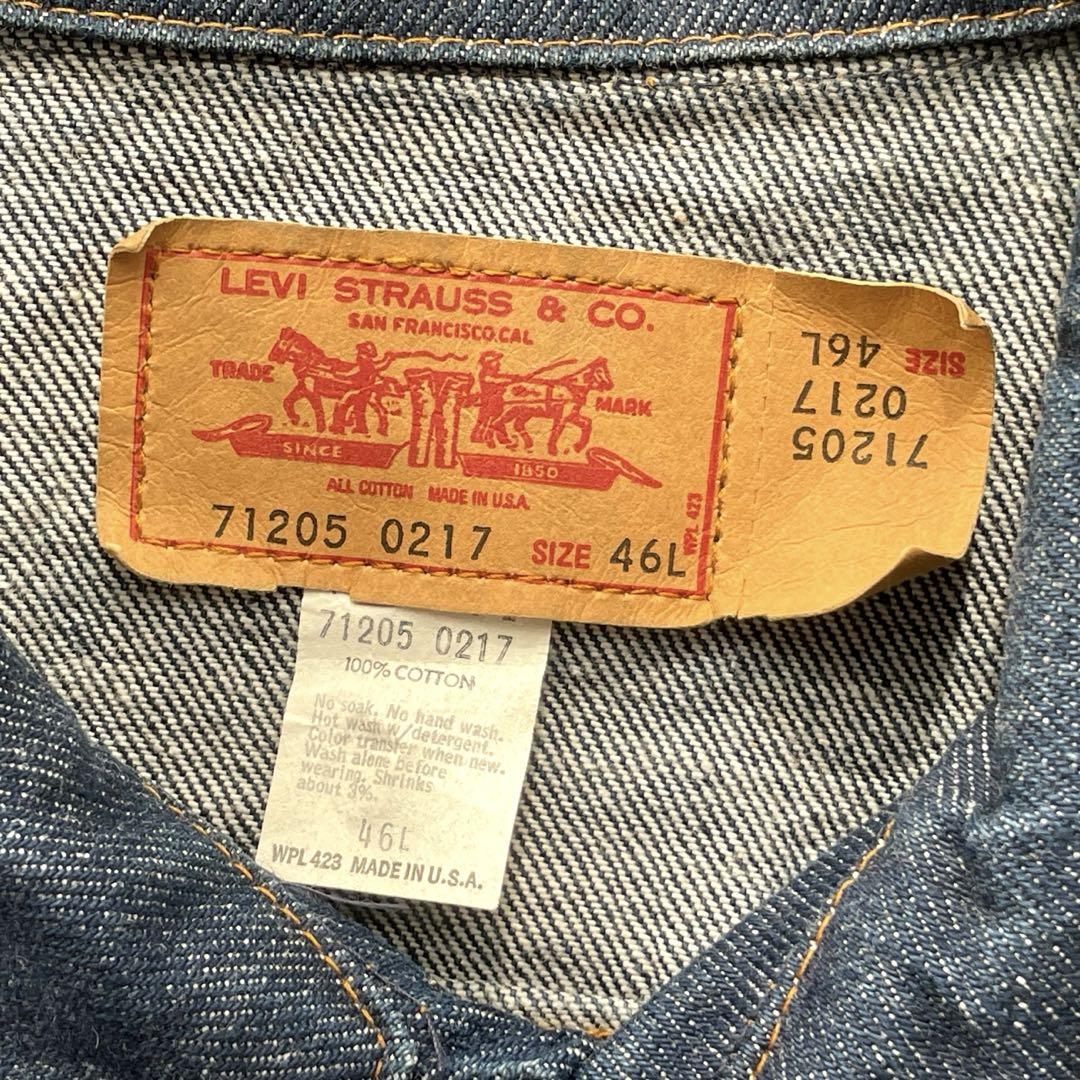 LEVI STRAUSS & CO.
SAN FRANCISCO, CAL
TRADE MARK
SINCE 1850
ALL COTTON MADE IN U.S.A.
71205 0217 SIZE 46L
WPL 423
SIZE 46L
0217
71205
71205 0217
100% COTTON
No soak. No hand wash.
Hot wash w/detergent.
Color transfer when new.
Wash alone before
wearing. Shrinks
about 3%.
46L
WPL 423 MADE IN U.S.A.